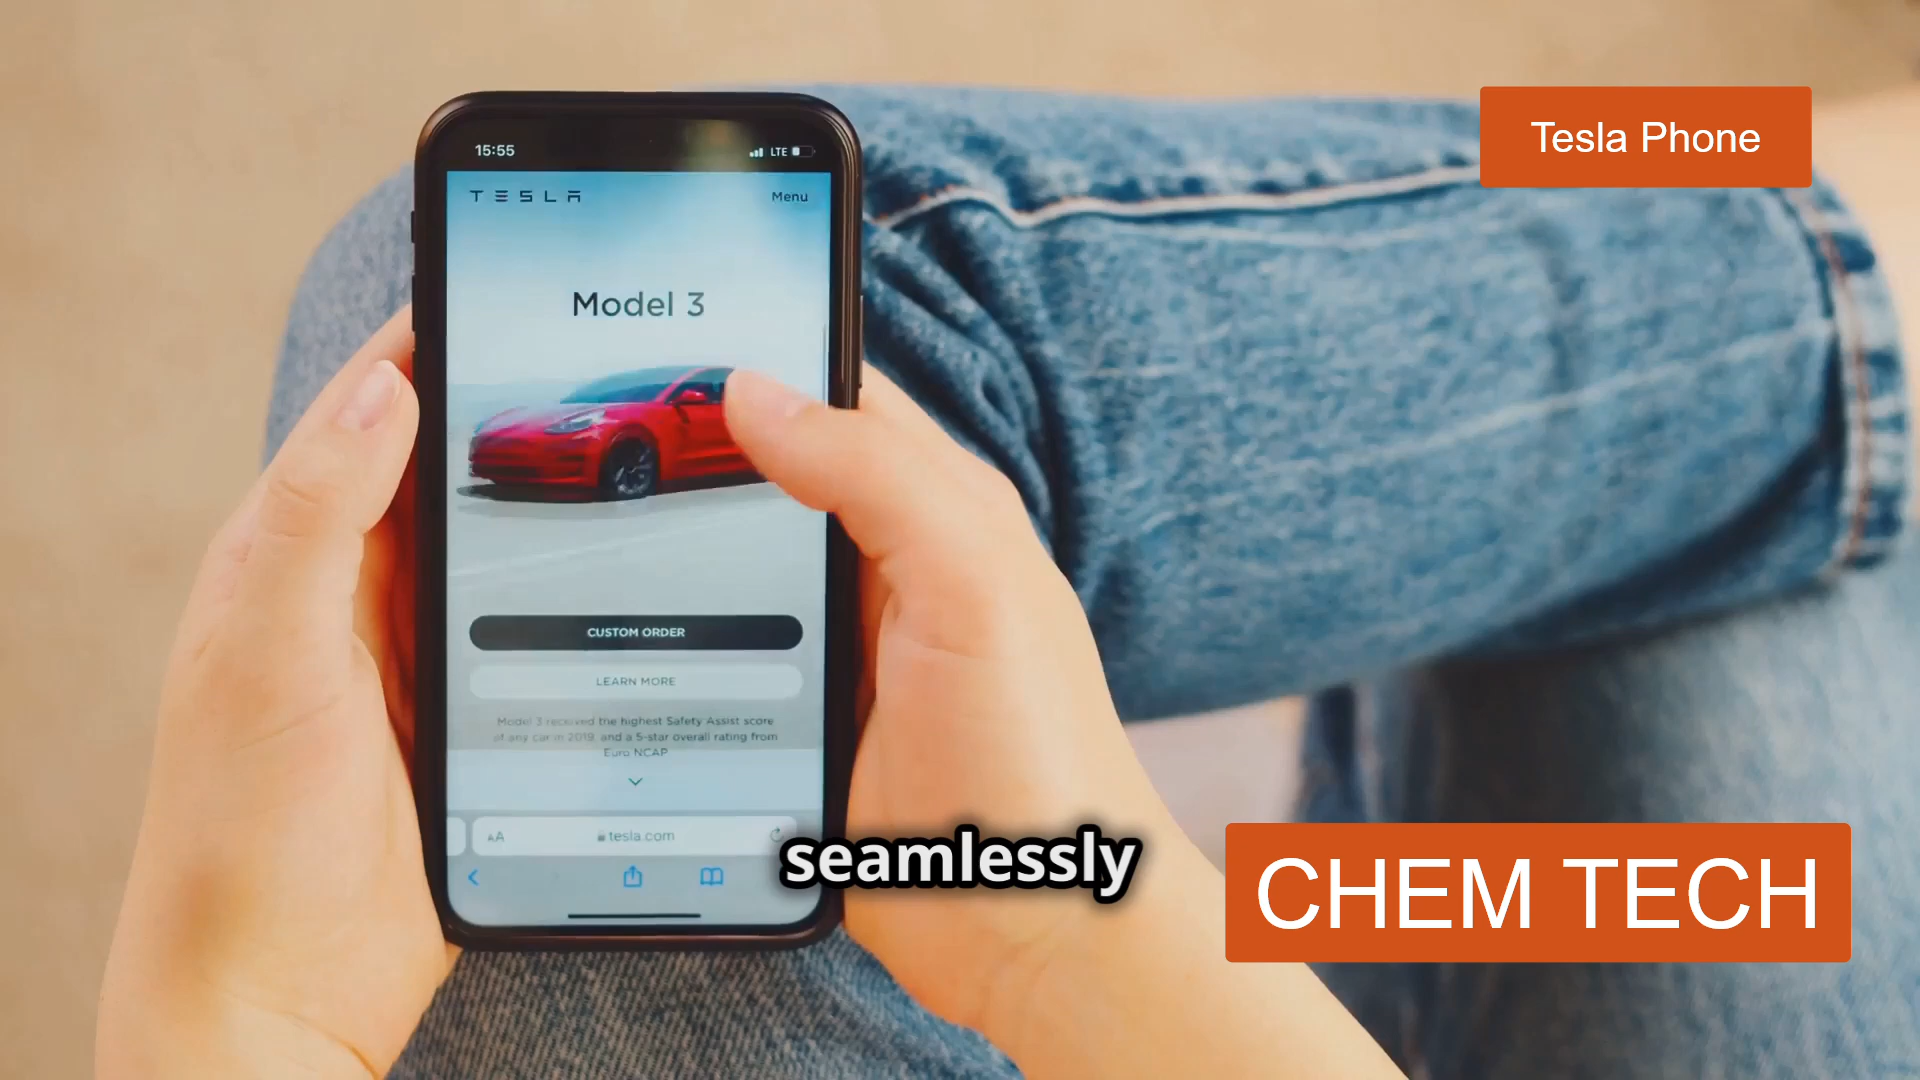 Tesla Phone
15:55
LTE
TESLA
Menu
Model 3
CUSTOM ORDER
LEARN MORE
Model 3 received the highest Safety Assist score
of any car in 2019, and a 5-star overall rating from
Euro NCAP
AA
tesla.com
seamlessly
CHEM TECH